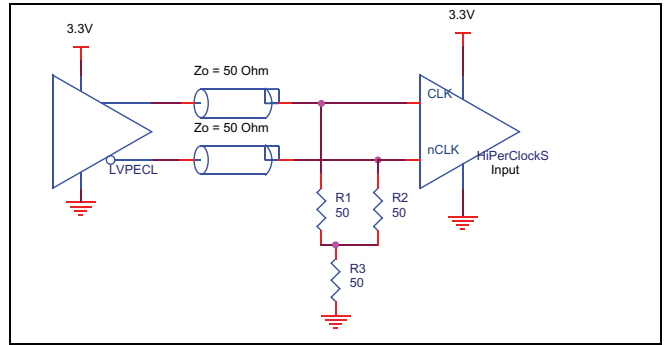 3.3V
3.3V
Zo = 50 Ohm
CLK
Zo = 50 Ohm
nCLK
LVPECL
HiPerClockS
Input
R1
50
R2
50
R3
50